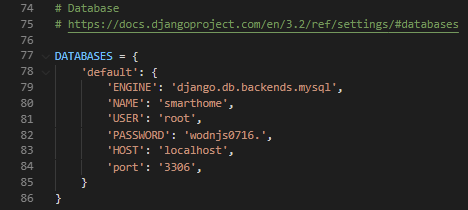 74 # Database
75 # https://docs.djangoproject.com/en/3.2/ref/settings/#databases
76
77 DATABASES = {
78     'default': {
79         'ENGINE': 'django.db.backends.mysql',
80         'NAME': 'smarthome',
81         'USER': 'root',
82         'PASSWORD': 'wodnjs0716.',
83         'HOST': 'localhost',
84         'port': '3306',
85     }
86 }